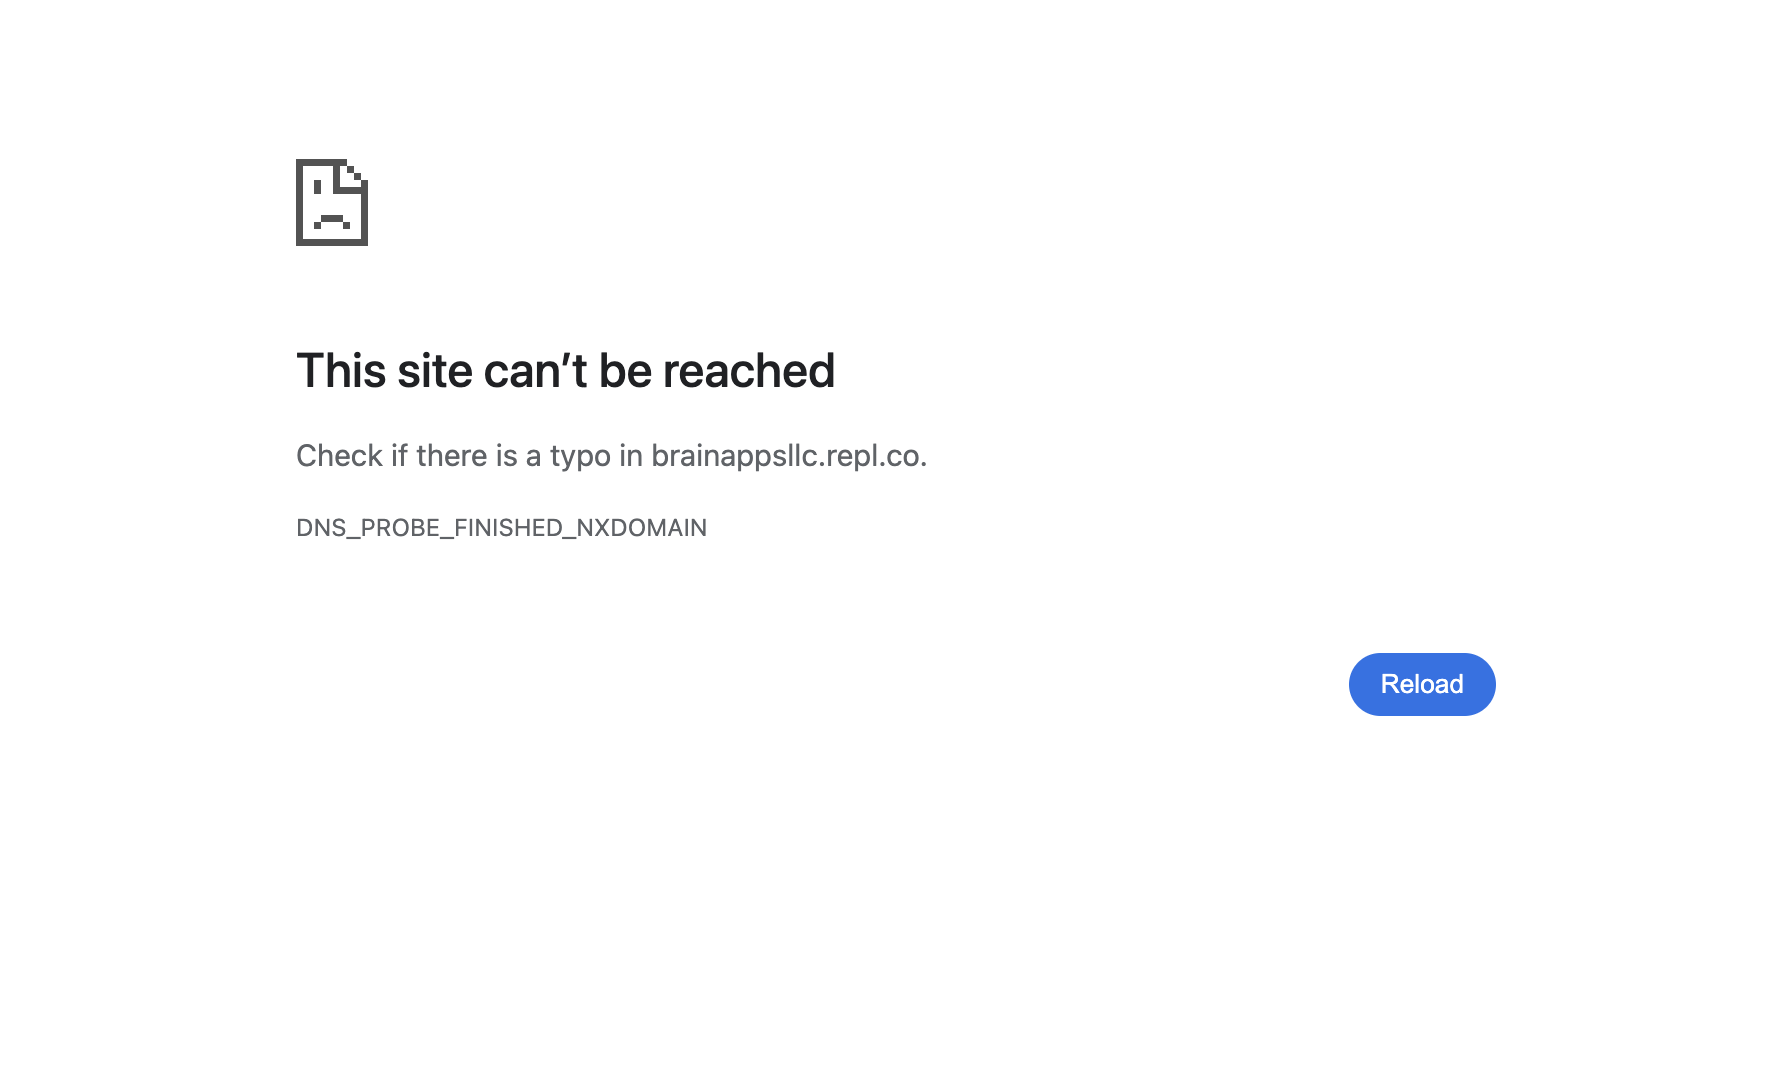 This site can’t be reached
Check if there is a typo in brainappsllc.repl.co.
DNS_PROBE_FINISHED_NXDOMAIN
Reload